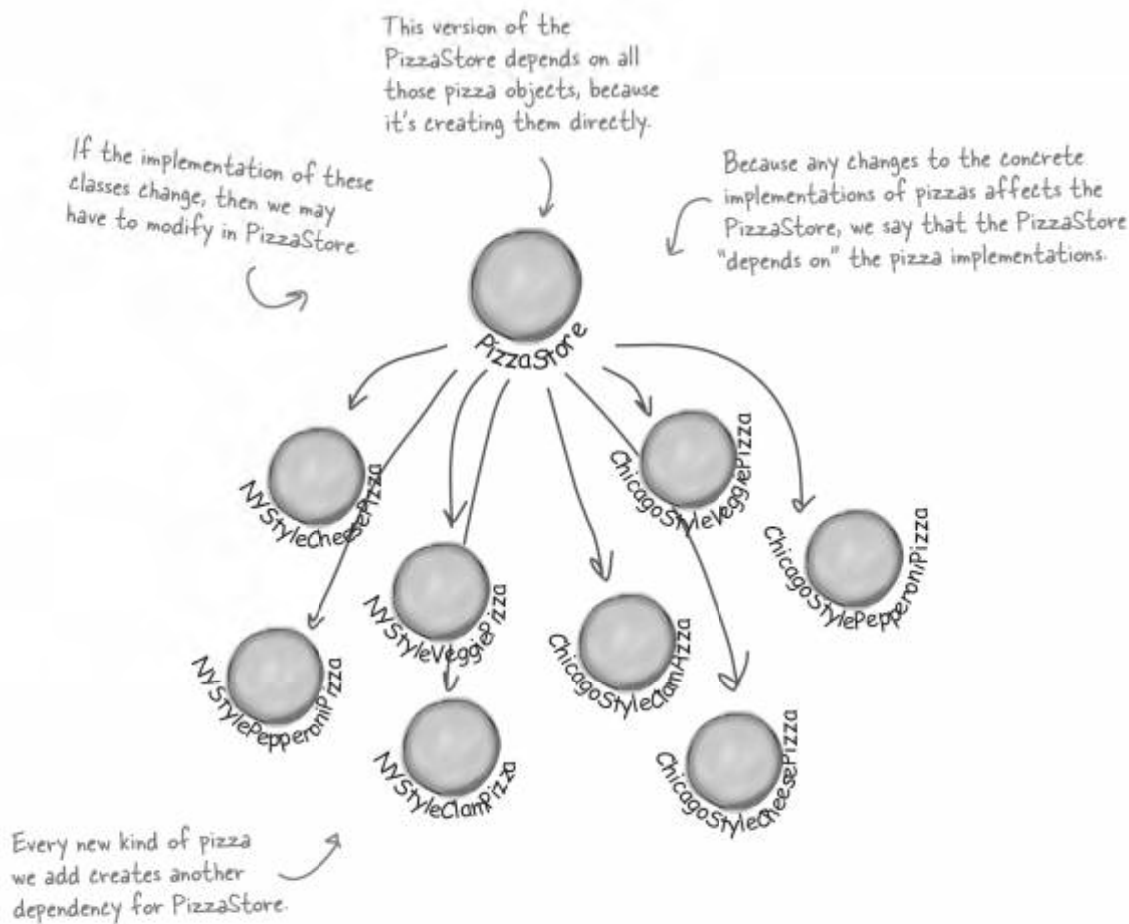 This version of the
PizzaStore depends on all
those pizza objects, because
it's creating them directly.
If the implementation of these
classes change, then we may
have to modify in PizzaStore.
Because any changes to the concrete
implementations of pizzas affects the
PizzaStore, we say that the PizzaStore
"depends on" the pizza implementations.
PizzaStore
NYStyleCheesePizza
ChicagoStyleVeggiePizza
ChicagoStylePepperoniPizza
NYStyleVeggiePizza
ChicagoStyleClamPizza
NYStylePepperoniPizza
NYStyleClamPizza
ChicagoStyleCheesePizza
Every new kind of pizza
we add creates another
dependency for PizzaStore.